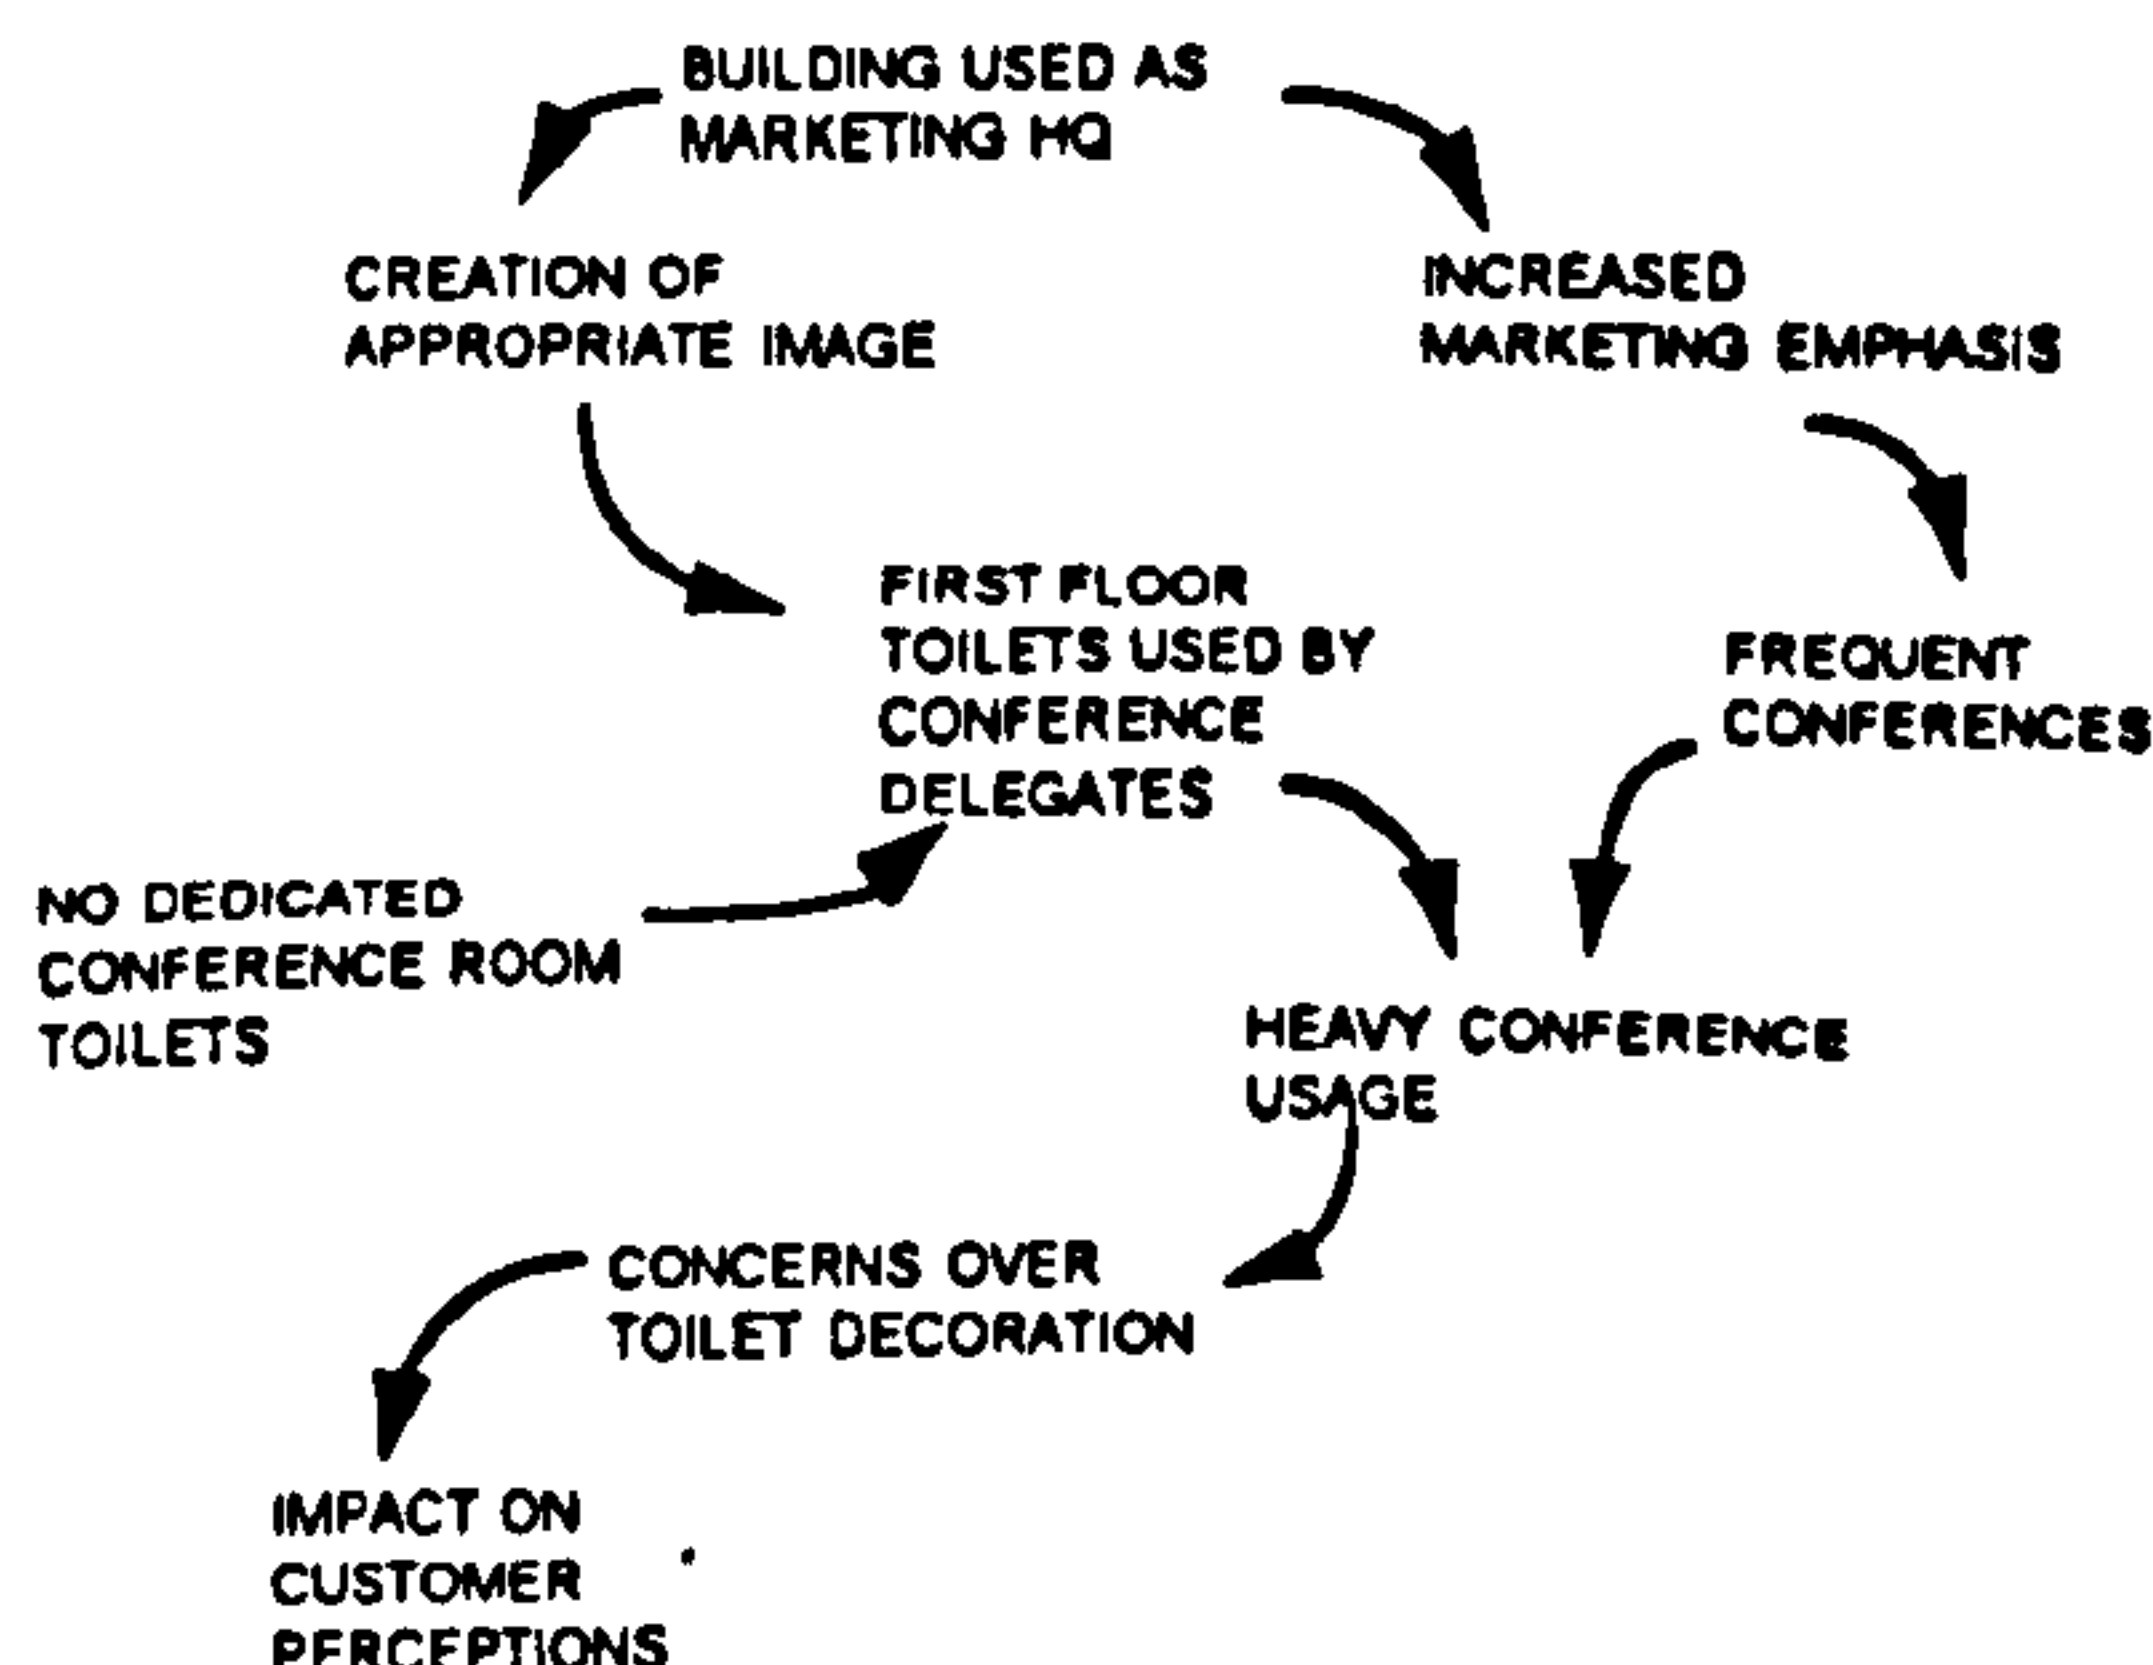 BUILDING USED AS
MARKETING HQ
CREATION OF
APPROPRIATE IMAGE
INCREASED
MARKETING EMPHASIS
FIRST FLOOR
TOILETS USED BY
CONFERENCE
DELEGATES
FREQUENT
CONFERENCES
NO DEDICATED
CONFERENCE ROOM
TOILETS
HEAVY CONFERENCE
USAGE
CONCERNS OVER
TOILET DECORATION
IMPACT ON
CUSTOMER
PERCEPTIONS